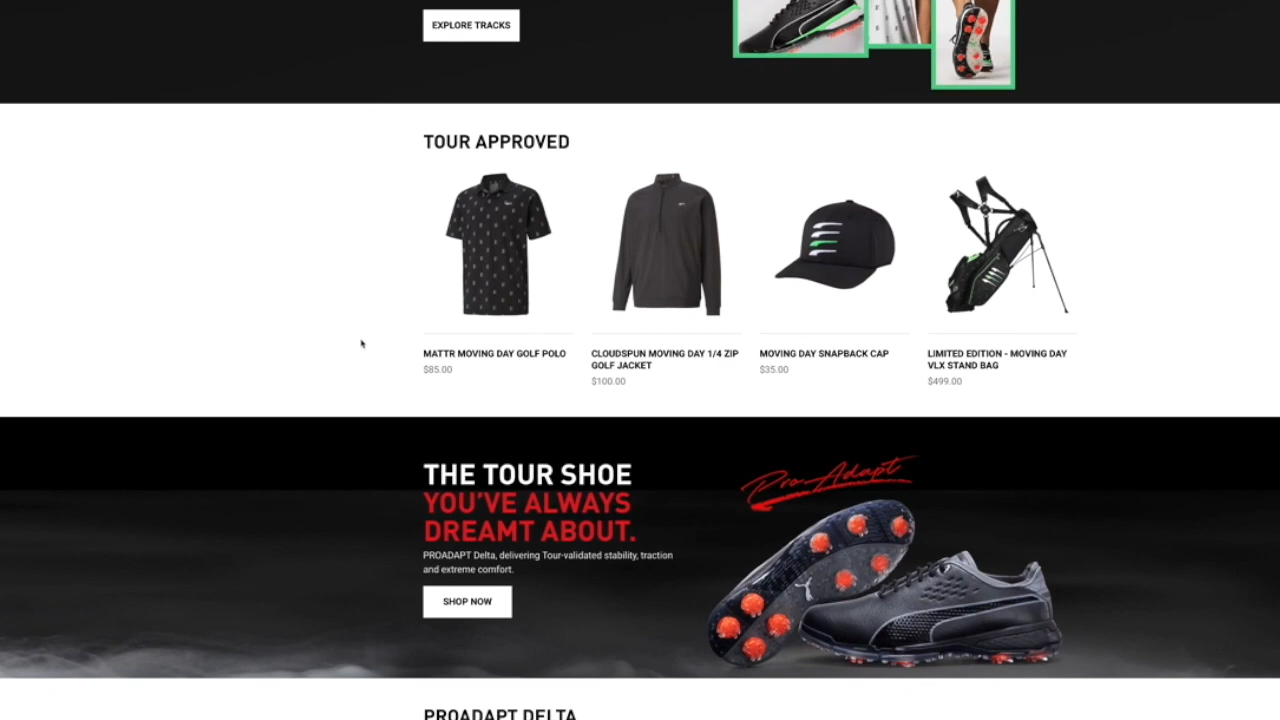 EXPLORE TRACKS
TOUR APPROVED
MATTR MOVING DAY GOLF POLO
$85.00
CLOUDSPUN MOVING DAY 1/4 ZIP
GOLF JACKET
$100.00
MOVING DAY SNAPBACK CAP
$35.00
LIMITED EDITION - MOVING DAY
VLX STAND BAG
$499.00
THE TOUR SHOE
YOU'VE ALWAYS
DREAMT ABOUT.
PROADAPT Delta, delivering Tour-validated stability, traction
and extreme comfort.
SHOP NOW
Pro Adapt
PROADAPT DELTA